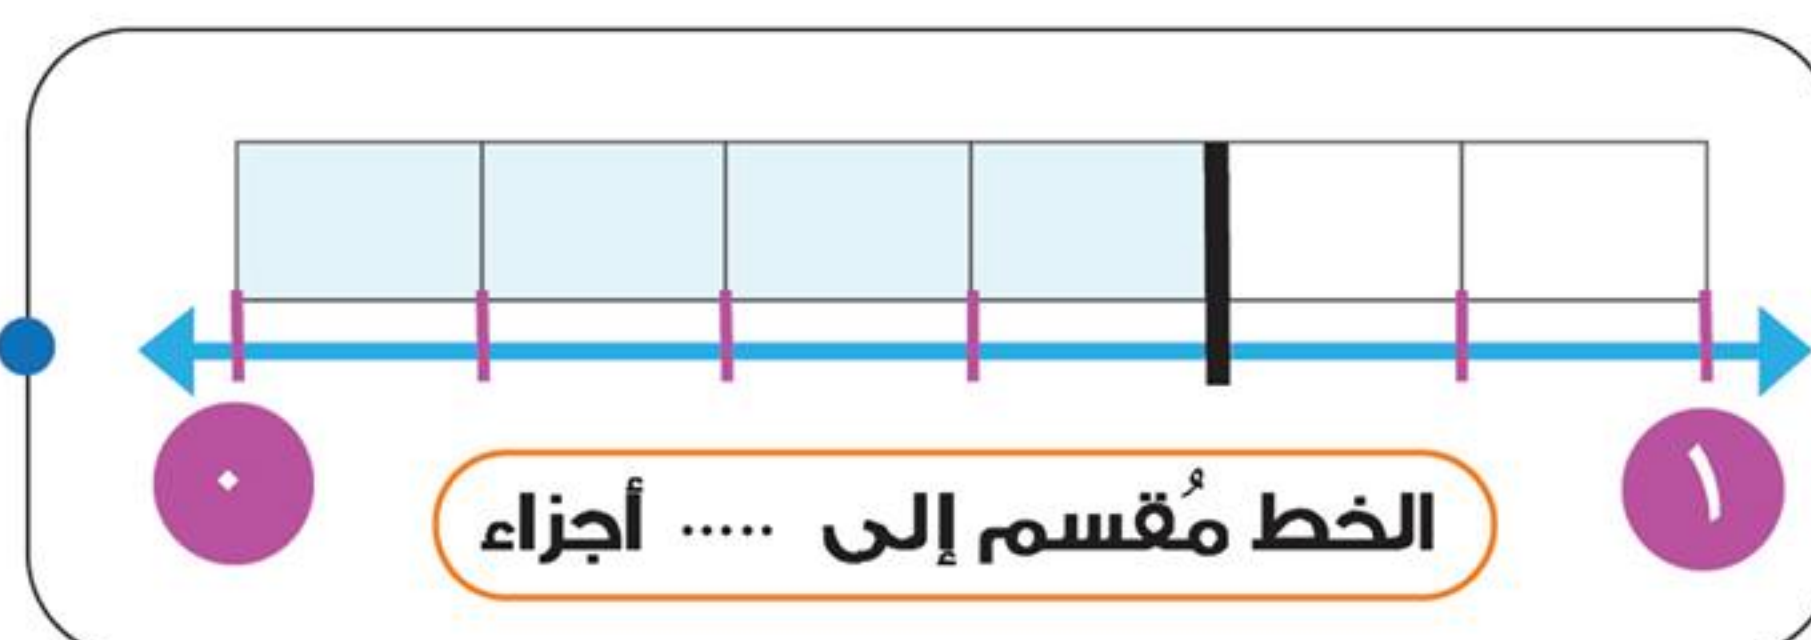 ٠
١
الخط مُقسم إلى ..... أجزاء